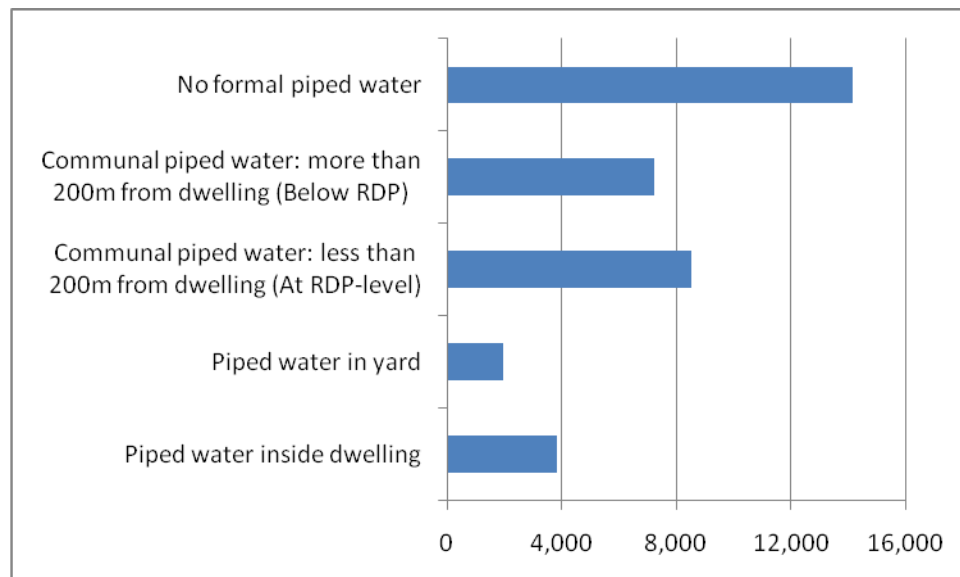 No formal piped water
Communal piped water: more than
200m from dwelling (Below RDP)
Communal piped water: less than
200m from dwelling (At RDP-level)
Piped water in yard
Piped water inside dwelling
0 4,000 8,000 12,000 16,000